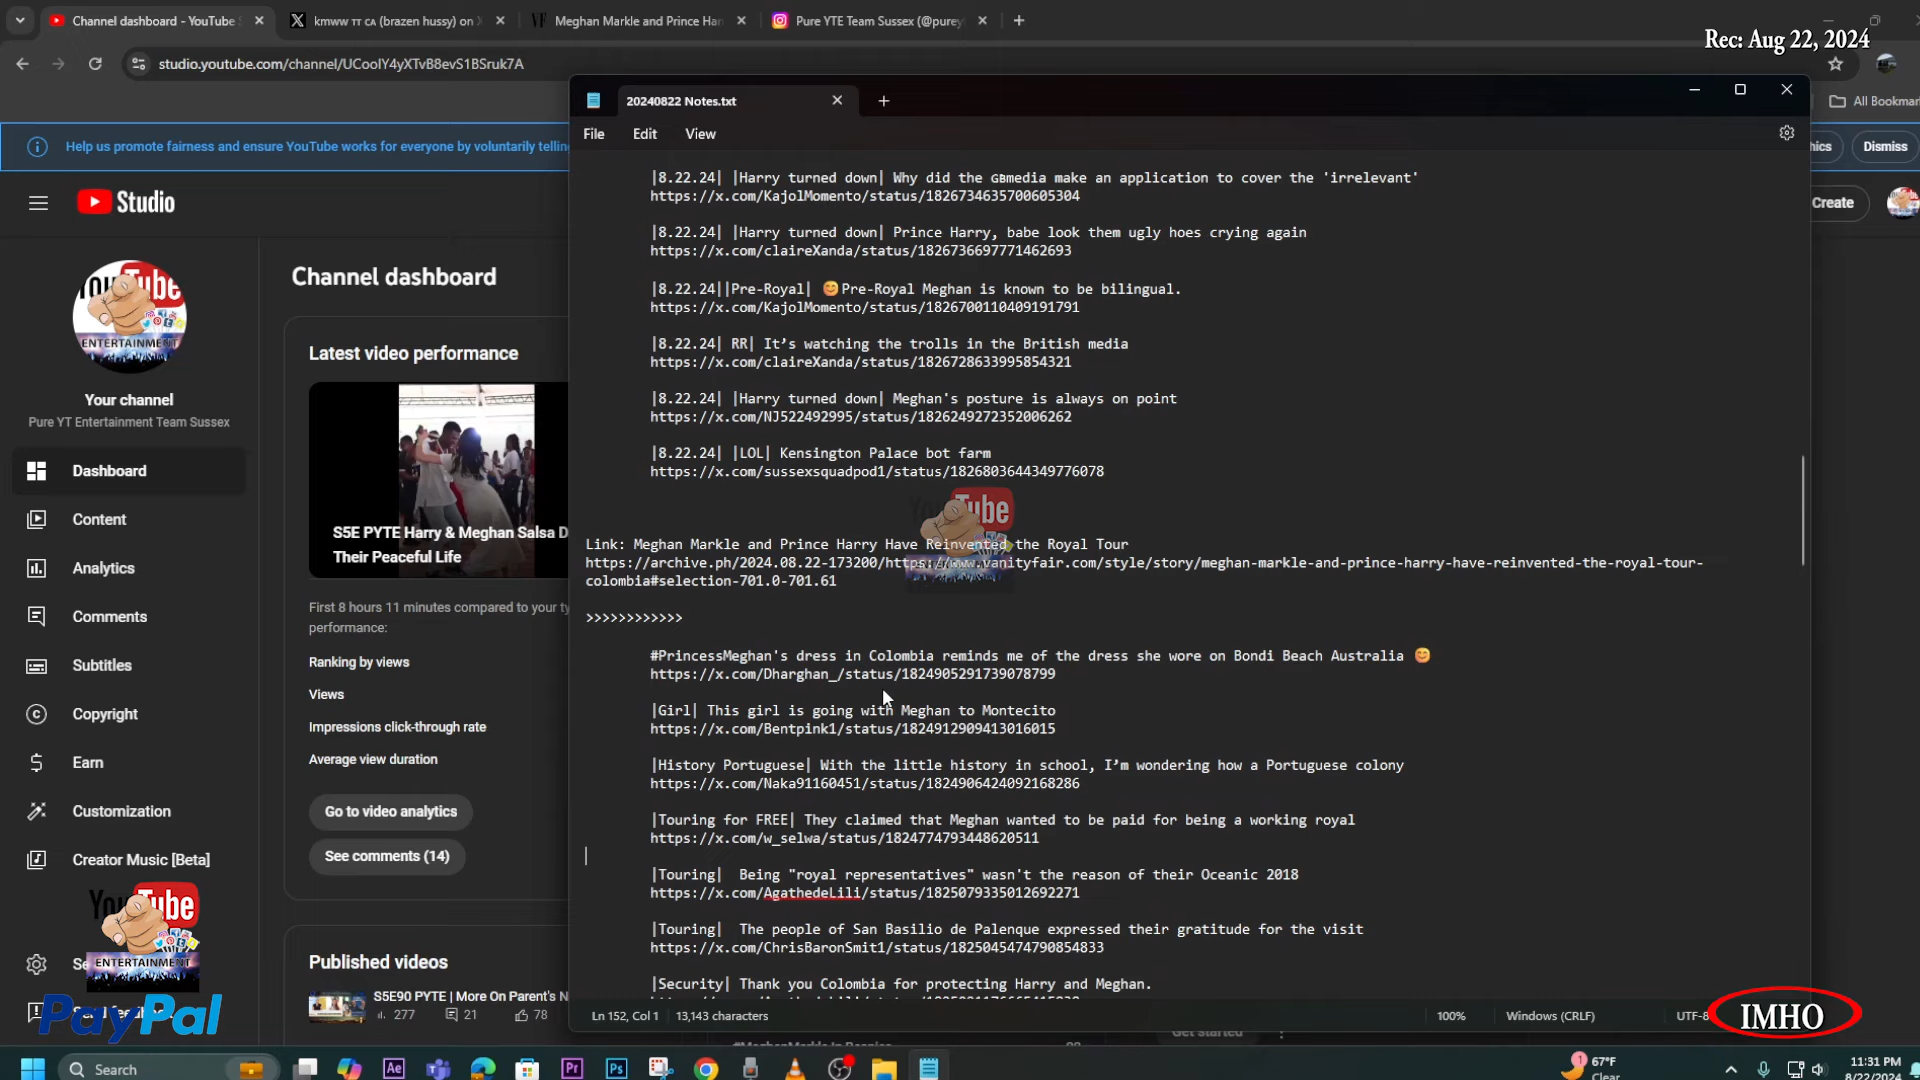 Channel dashboard - YouTube S
kmww тт cᴀ (brazen hussy) on X
Meghan Markle and Prince Har
Pure YTE Team Sussex (@purey
Rec: Aug 22, 2024
studio.youtube.com/channel/UCoolY4yXTvB8evS1BSruk7A
All Bookmar
20240822 Notes.txt
File
Edit
View
Help us promote fairness and ensure YouTube works for everyone by voluntarily telling
hics
Dismiss
Studio
Create
Channel dashboard
Latest video performance
S5E PYTE Harry & Meghan Salsa D
Their Peaceful Life
First 8 hours 11 minutes compared to your ty
performance:
Ranking by views
Views
Impressions click-through rate
Average view duration
Go to video analytics
See comments (14)
Published videos
S5E90 PYTE | More On Parent's N
277
21
78
ENTERTAINMENT
Your channel
Pure YT Entertainment Team Sussex
Dashboard
Content
Analytics
Comments
Subtitles
Copyright
Earn
Customization
Creator Music [Beta]
YouTube
ENTERTAINMENT
PayPal
|8.22.24| |Harry turned down| Why did the ɢʙmedia make an application to cover the 'irrelevant'
https://x.com/KajolMomento/status/1826734635700605304
|8.22.24| |Harry turned down| Prince Harry, babe look them ugly hoes crying again
https://x.com/claireXanda/status/1826736697771462693
|8.22.24||Pre-Royal| 😊Pre-Royal Meghan is known to be bilingual.
https://x.com/KajolMomento/status/1826700110409191791
|8.22.24| RR| It’s watching the trolls in the British media
https://x.com/claireXanda/status/1826728633995854321
|8.22.24| |Harry turned down| Meghan's posture is always on point
https://x.com/NJ522492995/status/1826249272352006262
|8.22.24| |LOL| Kensington Palace bot farm
https://x.com/sussexsquadpod1/status/1826803644349776078
Link: Meghan Markle and Prince Harry Have Reinvented the Royal Tour
https://archive.ph/2024.08.22-173200/https://www.vanityfair.com/style/story/meghan-markle-and-prince-harry-have-reinvented-the-royal-tour-
colombia#selection-701.0-701.61
>>>>>>>>>>>>
#PrincessMeghan's dress in Colombia reminds me of the dress she wore on Bondi Beach Australia 😊
https://x.com/Dharghan_/status/1824905291739078799
|Girl| This girl is going with Meghan to Montecito
https://x.com/Bentpink1/status/1824912909413016015
|History Portuguese| With the little history in school, I’m wondering how a Portuguese colony
https://x.com/Naka91160451/status/1824906424092168286
|Touring for FREE| They claimed that Meghan wanted to be paid for being a working royal
https://x.com/w_selwa/status/1824774793448620511
|Touring|  Being "royal representatives" wasn't the reason of their Oceanic 2018
https://x.com/AgathedeLili/status/1825079335012692271
|Touring|  The people of San Basilio de Palenque expressed their gratitude for the visit
https://x.com/ChrisBaronSmit1/status/1825045474790854833
|Security| Thank you Colombia for protecting Harry and Meghan.
Ln 152, Col 1
13,143 characters
100%
Windows (CRLF)
UTF-8
IMHO
Get started
Search
67°F
Clear
11:31 PM
8/22/2024